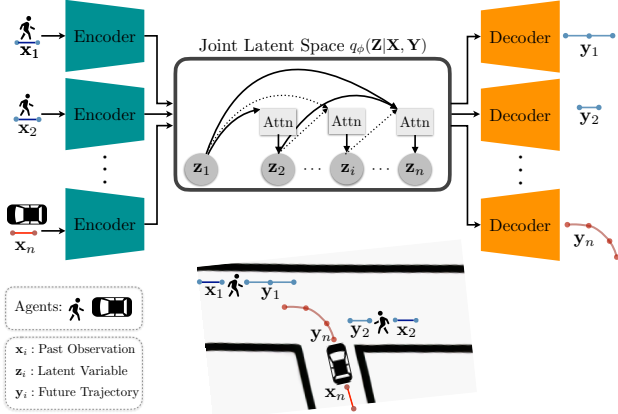 Joint Latent Space qϕ(Z|X, Y)
Encoder
x₁
Encoder
x₂
Encoder
xₙ
Attn
Attn
Attn
z₁
z₂
zᵢ
zₙ
Decoder
y₁
Decoder
y₂
Decoder
yₙ
x₁
y₁
yₙ
y₂
x₂
xₙ
Agents:
xᵢ : Past Observation
zᵢ : Latent Variable
yᵢ : Future Trajectory